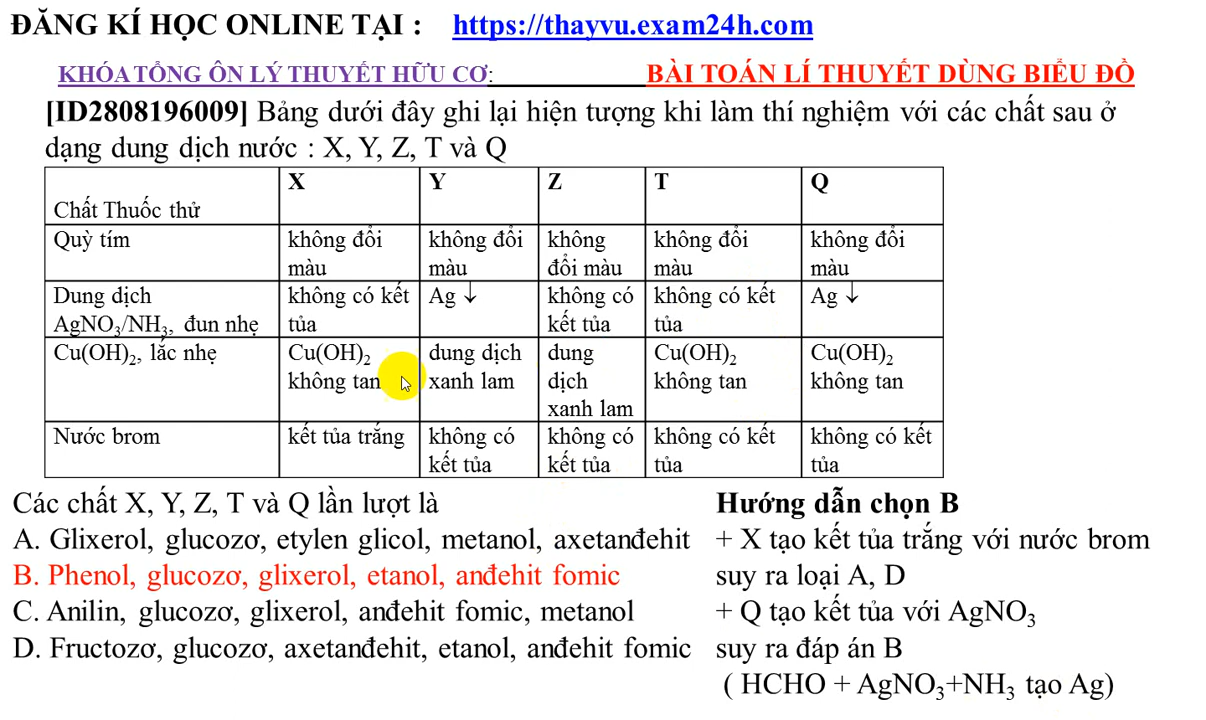 ĐĂNG KÍ HỌC ONLINE TẠI : https://thayvu.exam24h.com
KHÓA TỔNG ÔN LÝ THUYẾT HỮU CƠ: BÀI TOÁN LÍ THUYẾT DÙNG BIỂU ĐỒ
[ID2808196009] Bảng dưới đây ghi lại hiện tượng khi làm thí nghiệm với các chất sau ở
dạng dung dịch nước : X, Y, Z, T và Q
X Y Z T Q
Chất Thuốc thử
Quỳ tím không đổi không đổi không không đổi không đổi
màu màu đổi màu màu màu
Dung dịch không có kết Ag ↓ không có không có kết Ag ↓
AgNO₃/NH₃, đun nhẹ tủa kết tủa tủa
Cu(OH)₂, lắc nhẹ Cu(OH)₂ dung dịch dung Cu(OH)₂ Cu(OH)₂
không tan xanh lam dịch không tan không tan
xanh lam
Nước brom kết tủa trắng không có không có không có kết không có kết
kết tủa kết tủa tủa tủa
Các chất X, Y, Z, T và Q lần lượt là
A. Glixerol, glucozơ, etylen glicol, metanol, axetanđehit
B. Phenol, glucozơ, glixerol, etanol, anđehit fomic
C. Anilin, glucozơ, glixerol, anđehit fomic, metanol
D. Fructozơ, glucozơ, axetanđehit, etanol, anđehit fomic
Hướng dẫn chọn B
+ X tạo kết tủa trắng với nước brom
suy ra loại A, D
+ Q tạo kết tủa với AgNO₃
suy ra đáp án B
( HCHO + AgNO₃+NH₃ tạo Ag)